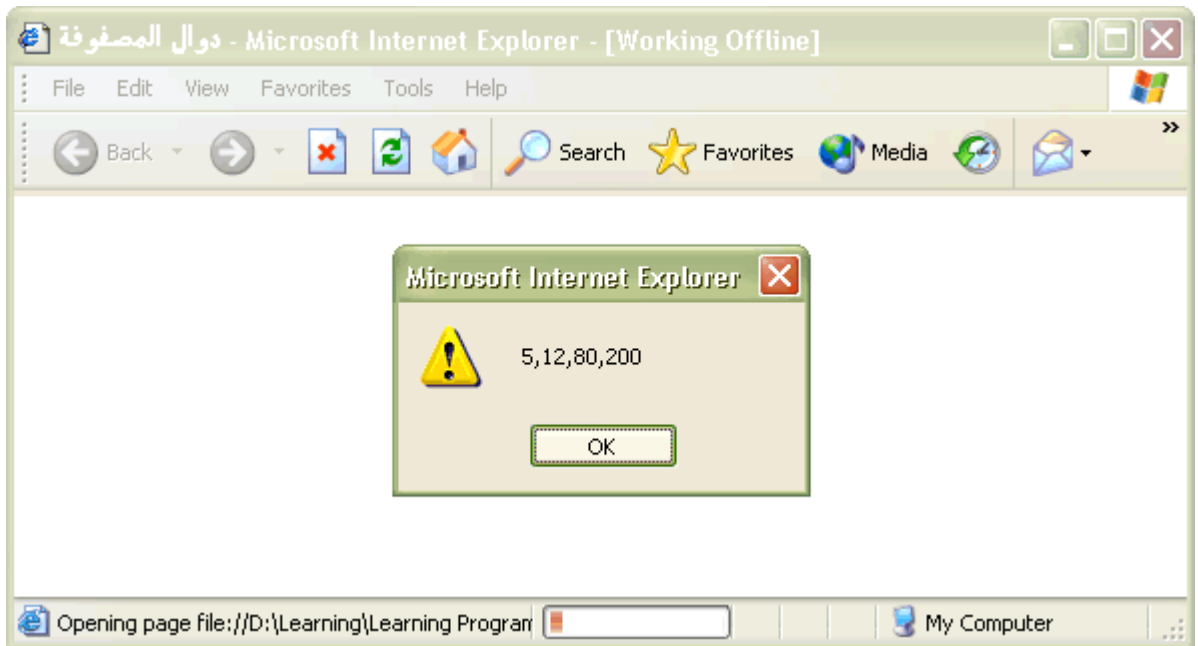 دوال المصفوفة - Microsoft Internet Explorer - [Working Offline]
File Edit View Favorites Tools Help
Back Search Favorites Media »
Microsoft Internet Explorer
5,12,80,200
OK
Opening page file://D:\Learning\Learning Program My Computer